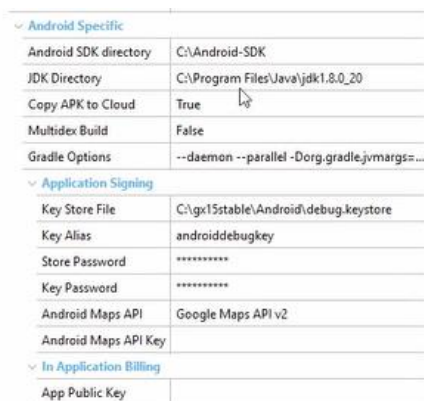 Android Specific
Android SDK directory C:\Android-SDK
JDK Directory C:\Program Files\Java\jdk1.8.0_20
Copy APK to Cloud True
Multidex Build False
Gradle Options --daemon --parallel -Dorg.gradle.jvmargs=...
Application Signing
Key Store File C:\gx15stable\Android\debug.keystore
Key Alias androiddebugkey
Store Password **********
Key Password **********
Android Maps API Google Maps API v2
Android Maps API Key
In Application Billing
App Public Key